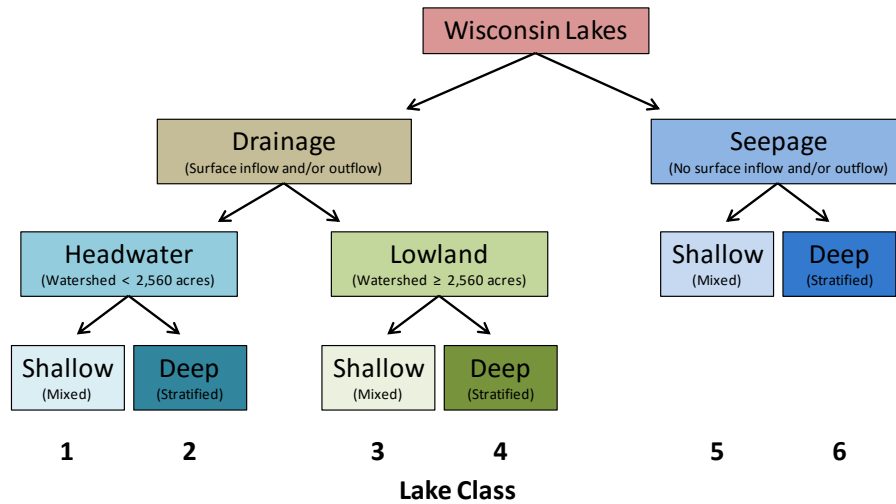 Wisconsin Lakes
Drainage
(Surface inflow and/or outflow)
Seepage
(No surface inflow and/or outflow)
Headwater
(Watershed < 2,560 acres)
Lowland
(Watershed ≥ 2,560 acres)
Shallow
(Mixed)
Deep
(Stratified)
Shallow
(Mixed)
Deep
(Stratified)
Shallow
(Mixed)
Deep
(Stratified)
1 2 3 4 5 6
Lake Class